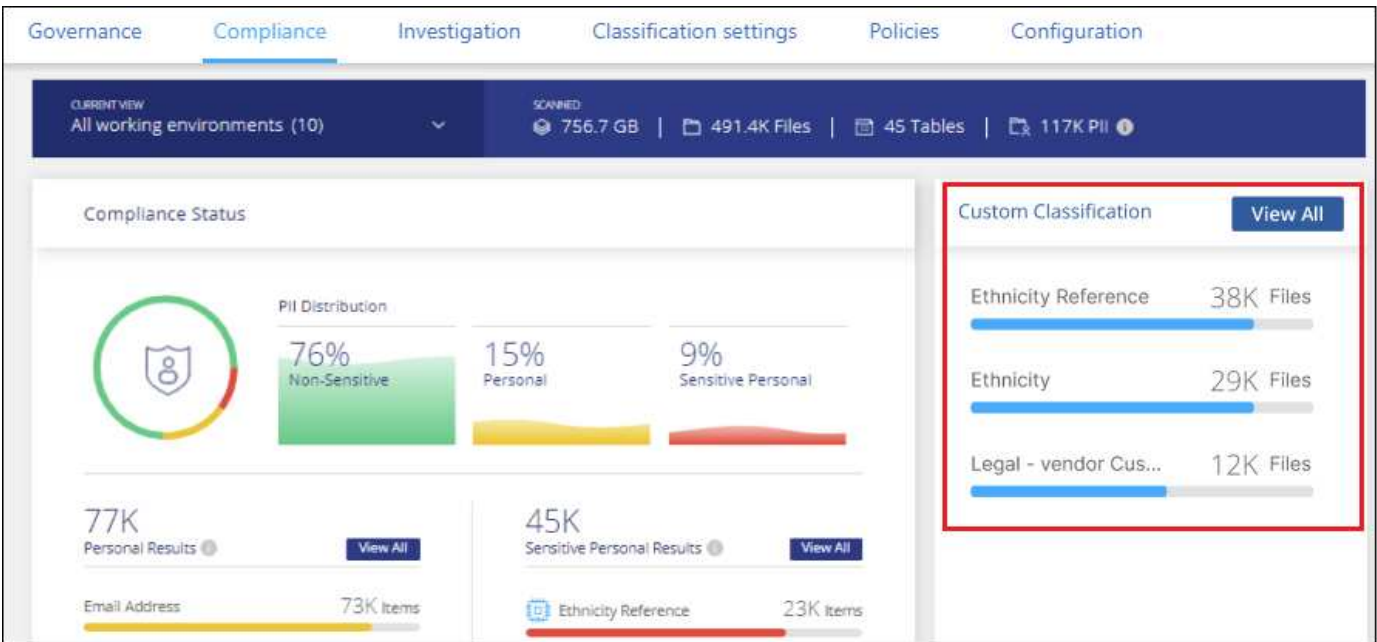 Governance Compliance Investigation Classification settings Policies Configuration
CURRENT VIEW
All working environments (10)
SCANNED
756.7 GB | 491.4K Files | 45 Tables | 117K PII
Compliance Status
PII Distribution
76%
Non-Sensitive
15%
Personal
9%
Sensitive Personal
77K
Personal Results
View All
Email Address 73K Items
45K
Sensitive Personal Results
View All
Ethnicity Reference 23K Items
Custom Classification View All
Ethnicity Reference 38K Files
Ethnicity 29K Files
Legal - vendor Cus... 12K Files